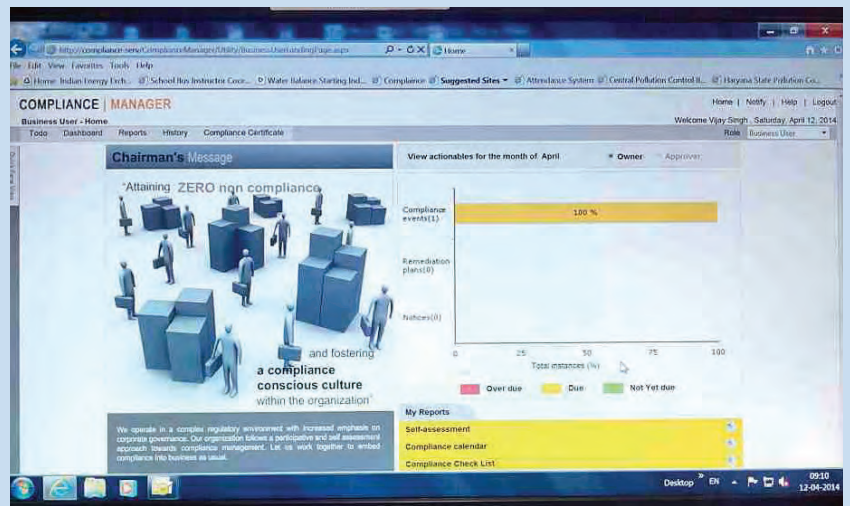 http://compliance-serv/ComplianceManager/Utility/BusinessUserLandingPage.aspx
Home
File Edit View Favorites Tools Help
Home Indian Energy Exch... School Bus Instructor Cour... Water Balance Starting Ind... Compliance Suggested Sites Attendance System Central Pollution Control B... Haryana State Pollution Co...
COMPLIANCE | MANAGER
Home | Notify | Help | Logout
Business User - Home
Welcome Vijay Singh , Saturday, April 12, 2014
Todo Dashboard Reports History Compliance Certificate
Role Business User
Chairman's Message
"Attaining ZERO non compliance
and fostering
a compliance
conscious culture
within the organization"
We operate in a complex regulatory environment with increased emphasis on
corporate governance. Our organization follows a participative and self assessment
approach towards compliance management. Let us work together to embed
compliance into business as usual.
View actionables for the month of April Owner Approver
Compliance
events(1)
100 %
Remediation
plans(0)
Notices(0)
0 25 50 75 100
Total instances (%)
Over due Due Not Yet due
My Reports
Self-assessment
Compliance calendar
Compliance Check List
Desktop » EN
09:10
12-04-2014